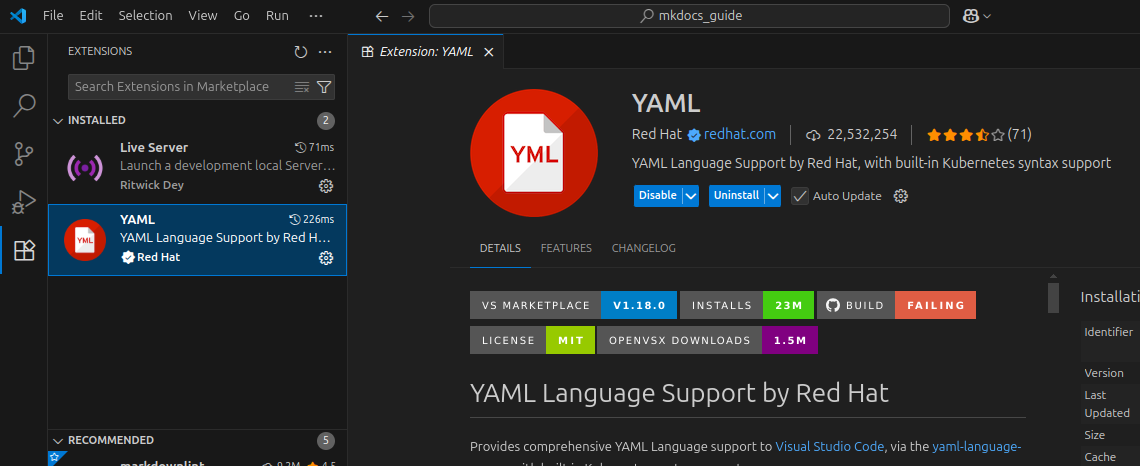 File Edit Selection View Go Run ··· mkdocs_guide
EXTENSIONS
Extension: YAML
Search Extensions in Marketplace
INSTALLED 2
Live Server 71ms
Launch a development local Server…
Ritwick Dey
YML
YAML 226ms
YAML Language Support by Red H…
Red Hat
YML
YAML
Red Hat redhat.com 22,532,254 (71)
YAML Language Support by Red Hat, with built-in Kubernetes syntax support
Disable Uninstall Auto Update
DETAILS FEATURES CHANGELOG
VS MARKETPLACE V1.18.0 INSTALLS 23M BUILD FAILING
LICENSE MIT OPENVSX DOWNLOADS 1.5M
YAML Language Support by Red Hat
Provides comprehensive YAML Language support to Visual Studio Code, via the yaml-language-
Installati
Identifier
Version
Last
Updated
Size
Cache
RECOMMENDED 5